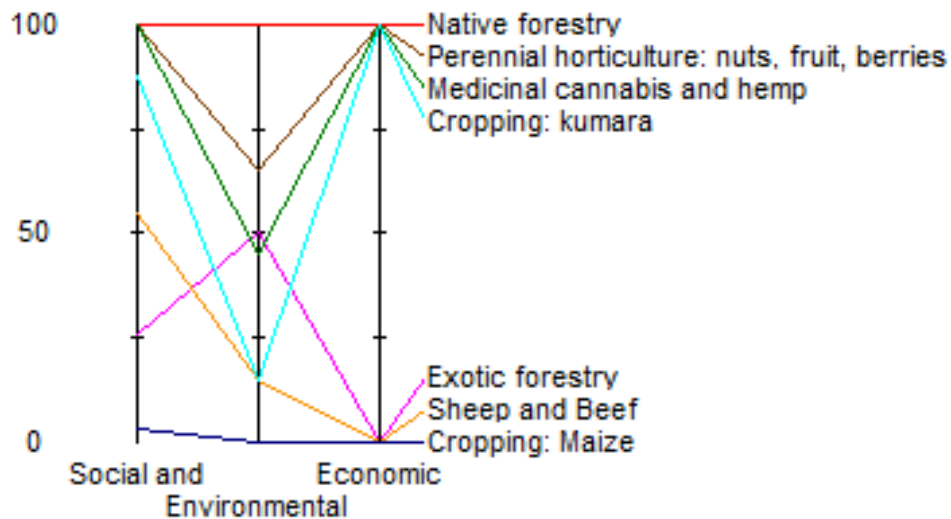 100
50
0
Native forestry
Perennial horticulture: nuts, fruit, berries
Medicinal cannabis and hemp
Cropping: kumara
Exotic forestry
Sheep and Beef
Cropping: Maize
Social and
Environmental
Economic